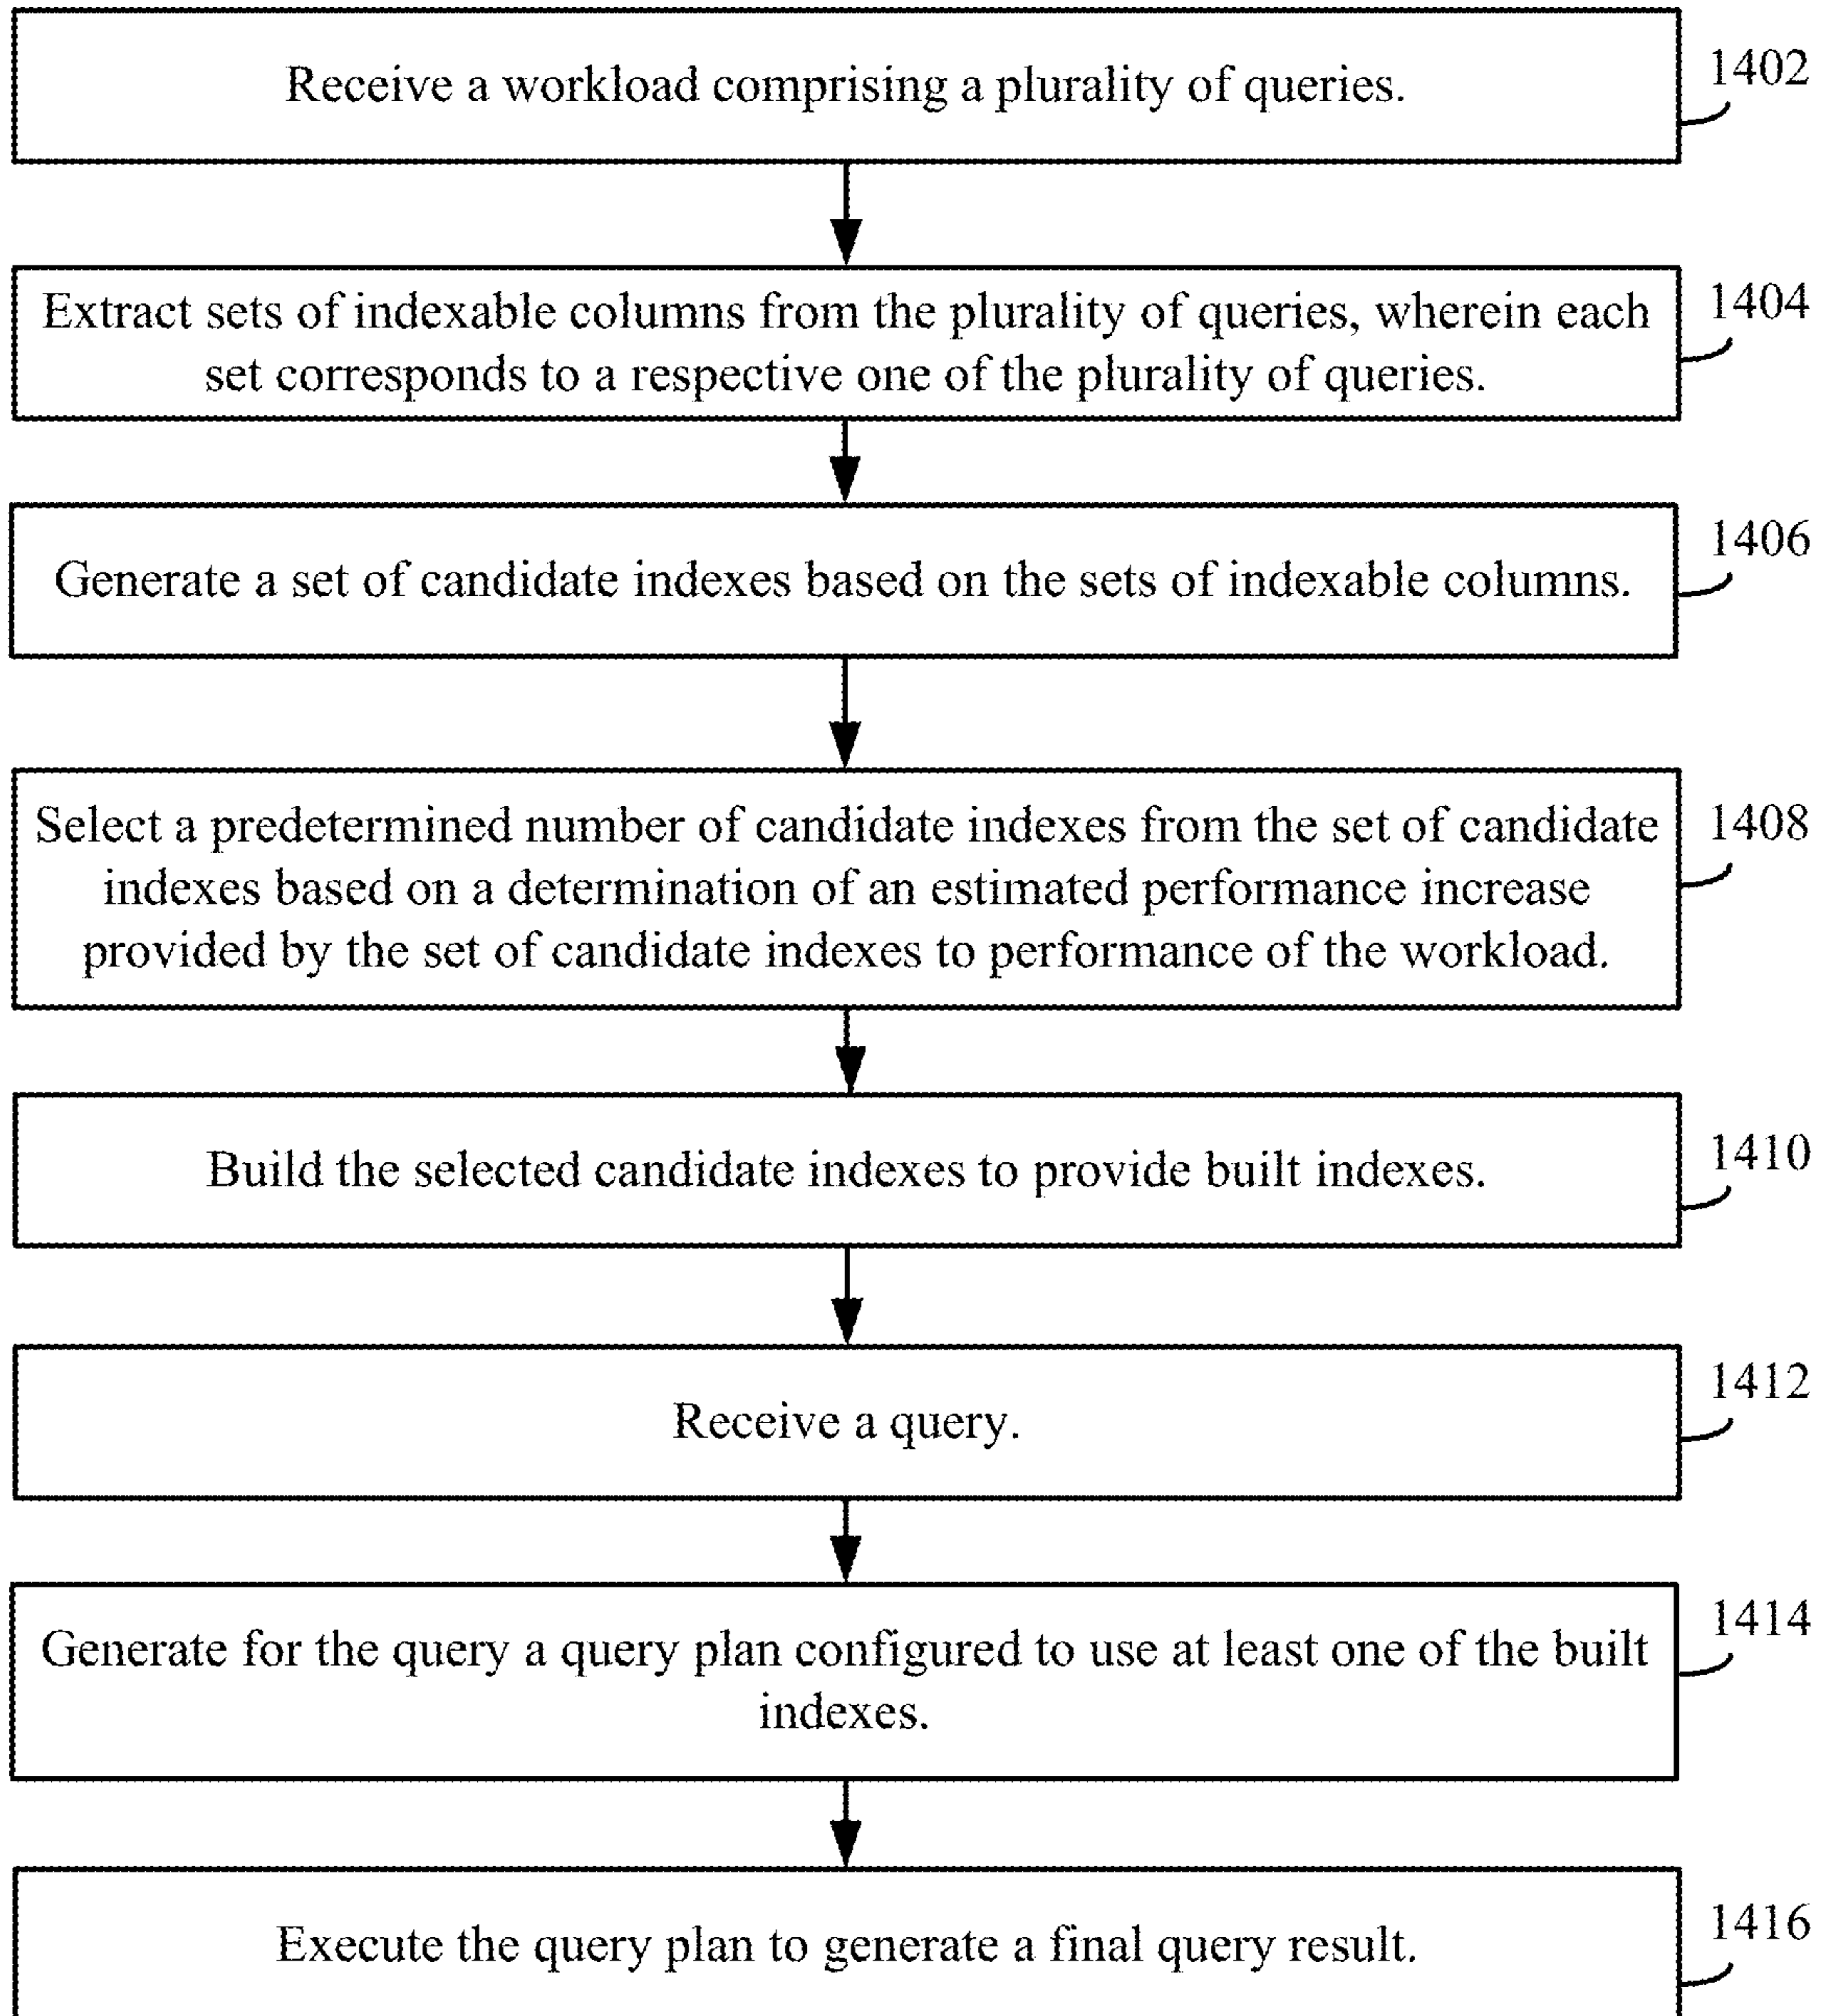 Receive a workload comprising a plurality of queries.
1402
Extract sets of indexable columns from the plurality of queries, wherein each
set corresponds to a respective one of the plurality of queries.
1404
Generate a set of candidate indexes based on the sets of indexable columns.
1406
Select a predetermined number of candidate indexes from the set of candidate
indexes based on a determination of an estimated performance increase
provided by the set of candidate indexes to performance of the workload.
1408
Build the selected candidate indexes to provide built indexes.
1410
Receive a query.
1412
Generate for the query a query plan configured to use at least one of the built
indexes.
1414
Execute the query plan to generate a final query result.
1416